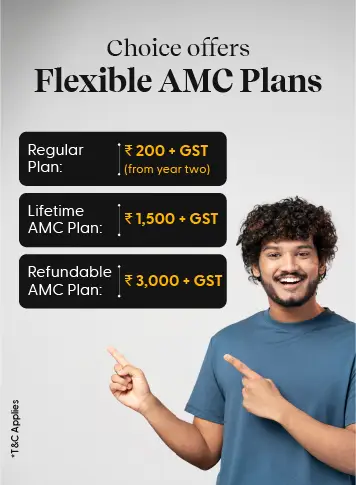 Choice offers
Flexible AMC Plans
Regular
Plan:
₹ 200 + GST
(from year two)
Lifetime
AMC Plan:
₹ 1,500 + GST
Refundable
AMC Plan:
₹ 3,000 + GST
*T&C Applies